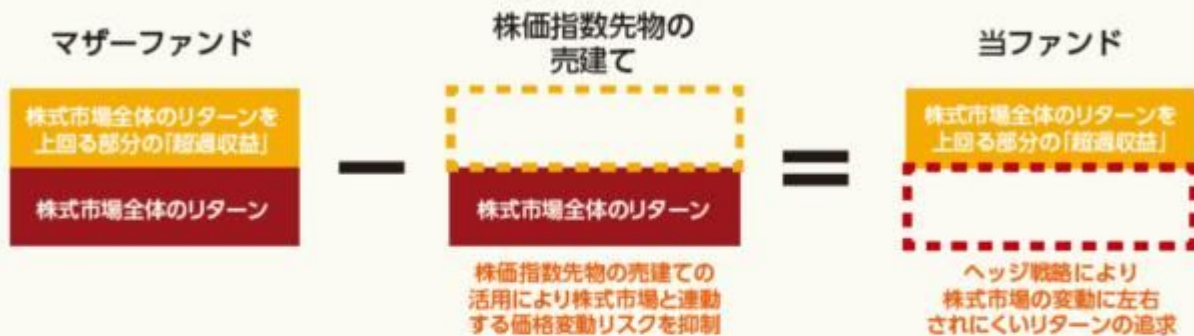 マザーファンド
株式市場全体のリターンを
上回る部分の「超過収益」
株式市場全体のリターン
株価指数先物の
売建て
株式市場全体のリターン
株価指数先物の売建ての
活用により株式市場と連動
する価格変動リスクを抑制
当ファンド
株式市場全体のリターンを
上回る部分の「超過収益」
ヘッジ戦略により
株式市場の変動に左右
されにくいリターンの追求